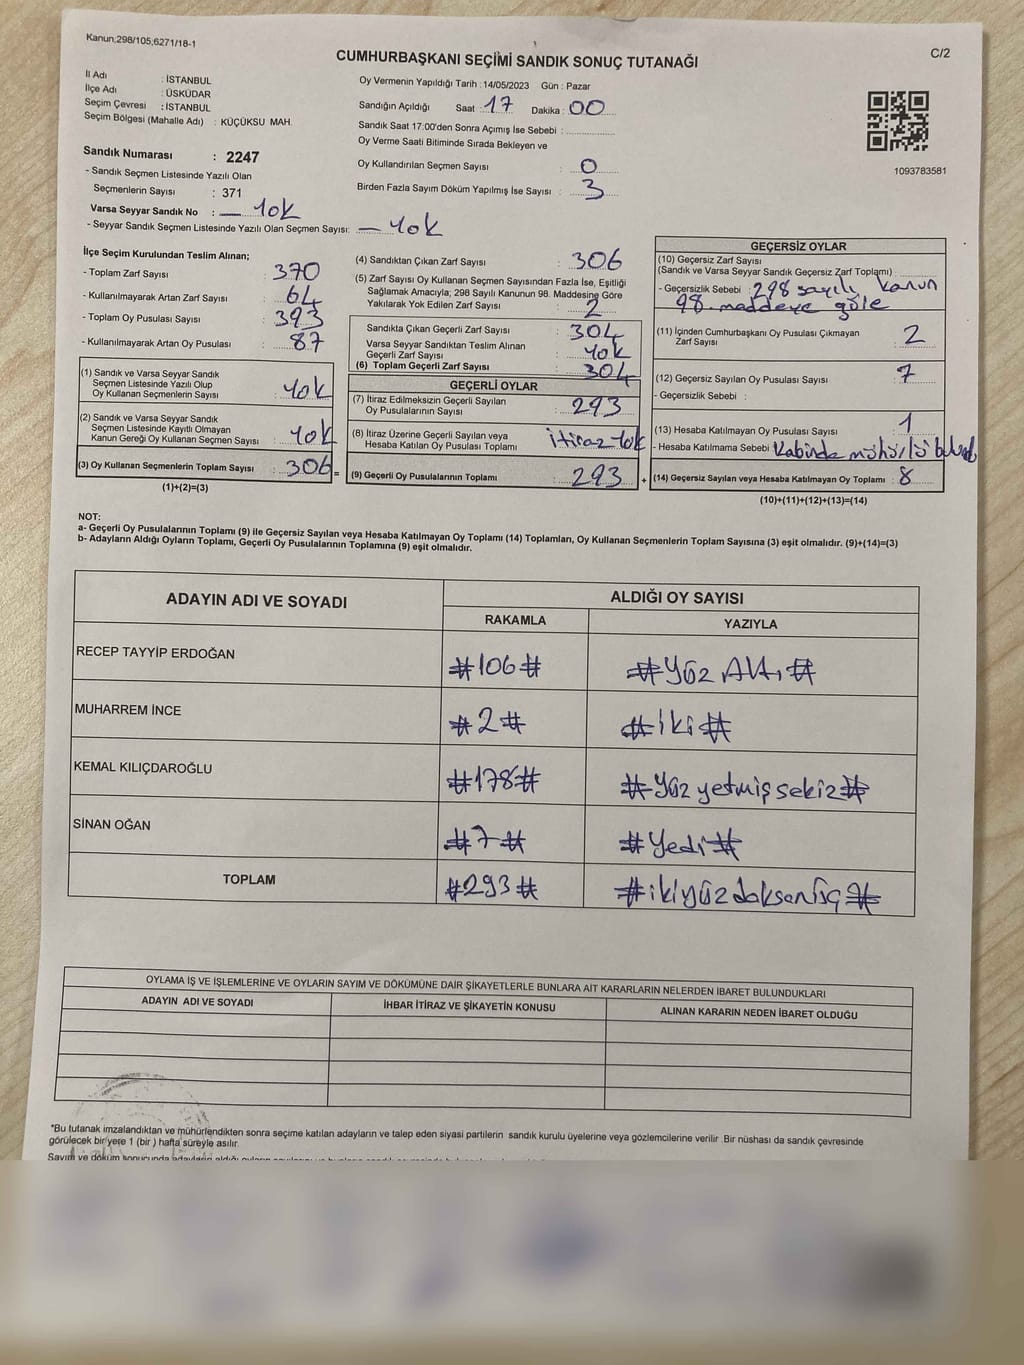 Kanun;298/105;6271/18-1
C/2
CUMHURBAŞKANI SEÇİMİ SANDIK SONUÇ TUTANAĞI
İl Adı : İSTANBUL
İlçe Adı : ÜSKÜDAR
Seçim Çevresi : İSTANBUL
Seçim Bölgesi (Mahalle Adı) : KÜÇÜKSU MAH.
Sandık Numarası : 2247
- Sandık Seçmen Listesinde Yazılı Olan
Seçmenlerin Sayısı : 371
Varsa Seyyar Sandık No : — Yok
- Seyyar Sandık Seçmen Listesinde Yazılı Olan Seçmen Sayısı: — Yok
Oy Vermenin Yapıldığı Tarih : 14/05/2023 Gün : Pazar
Sandığın Açıldığı Saat : 17 Dakika : 00
Sandık Saat 17:00'den Sonra Açımış İse Sebebi :
Oy Verme Saati Bitiminde Sırada Bekleyen ve
Oy Kullandırılan Seçmen Sayısı : 0
Birden Fazla Sayım Döküm Yapılmış İse Sayısı : 3
1093783581
İlçe Seçim Kurulundan Teslim Alınan;
- Toplam Zarf Sayısı : 370
- Kullanılmayarak Artan Zarf Sayısı : 64
- Toplam Oy Pusulası Sayısı : 393
- Kullanılmayarak Artan Oy Pusulası : 87
(1) Sandık ve Varsa Seyyar Sandık
Seçmen Listesinde Yazılı Olup
Oy Kullanan Seçmenlerin Sayısı : Yok
(2) Sandık ve Varsa Seyyar Sandık
Seçmen Listesinde Kayıtlı Olmayan
Kanun Gereği Oy Kullanan Seçmen Sayısı : Yok
(3) Oy Kullanan Seçmenlerin Toplam Sayısı : 306 =
(1)+(2)=(3)
(4) Sandıktan Çıkan Zarf Sayısı : 306
(5) Zarf Sayısı Oy Kullanan Seçmen Sayısından Fazla İse, Eşitliği
Sağlamak Amacıyla; 298 Sayılı Kanunun 98. Maddesine Göre
Yakılarak Yok Edilen Zarf Sayısı : 2
Sandıkta Çıkan Geçerli Zarf Sayısı : 304
Varsa Seyyar Sandıktan Teslim Alınan
Geçerli Zarf Sayısı : Yok
(6) Toplam Geçerli Zarf Sayısı : 304
GEÇERLİ OYLAR
(7) İtiraz Edilmeksizin Geçerli Sayılan
Oy Pusulalarının Sayısı : 293
(8) İtiraz Üzerine Geçerli Sayılan veya
Hesaba Katılan Oy Pusulası Toplamı : itiraz Yok
(9) Geçerli Oy Pusulalarının Toplamı : 293 +
GEÇERSİZ OYLAR
(10) Geçersiz Zarf Sayısı
(Sandık ve Varsa Seyyar Sandık Geçersiz Zarf Toplamı) :
- Geçersizlik Sebebi : 298 sayılı kanun
98. maddeye göre
(11) İçinden Cumhurbaşkanı Oy Pusulası Çıkmayan
Zarf Sayısı : 2
(12) Geçersiz Sayılan Oy Pusulası Sayısı : 7
- Geçersizlik Sebebi :
(13) Hesaba Katılmayan Oy Pusulası Sayısı : 1
- Hesaba Katılmama Sebebi : Kabinde mühürlü
(14) Geçersiz Sayılan veya Hesaba Katılmayan Oy Toplamı : 8
(10)+(11)+(12)+(13)=(14)
NOT:
a- Geçerli Oy Pusulalarının Toplamı (9) ile Geçersiz Sayılan veya Hesaba Katılmayan Oy Toplamı (14) Toplamları, Oy Kullanan Seçmenlerin Toplam Sayısına (3) eşit olmalıdır. (9)+(14)=(3)
b- Adayların Aldığı Oyların Toplamı, Geçerli Oy Pusulalarının Toplamına (9) eşit olmalıdır.
ADAYIN ADI VE SOYADI
ALDIĞI OY SAYISI
RAKAMLA YAZIYLA
RECEP TAYYİP ERDOĞAN #106# #Yüz Altı#
MUHARREM İNCE #2# #iki#
KEMAL KILIÇDAROĞLU #178# #Yüz yetmiş sekiz#
SİNAN OĞAN #7# #Yedi#
TOPLAM #293# #ikiyüz doksan üç#
OYLAMA İŞ VE İŞLEMLERİNE VE OYLARIN SAYIM VE DÖKÜMÜNE DAİR ŞİKAYETLERLE BUNLARA AİT KARARLARIN NELERDEN İBARET BULUNDUKLARI
ADAYIN ADI VE SOYADI İHBAR İTİRAZ VE ŞİKAYETİN KONUSU ALINAN KARARIN NEDEN İBARET OLDUĞU
*Bu tutanak imzalandıktan ve mühürlendikten sonra seçime katılan adayların ve talep eden siyasi partilerin sandık kurulu üyelerine veya gözlemcilerine verilir .Bir nüshası da sandık çevresinde
görülecek bir yere 1 (bir ) hafta süreyle asılır.
Sayım ve döküm sonucunda